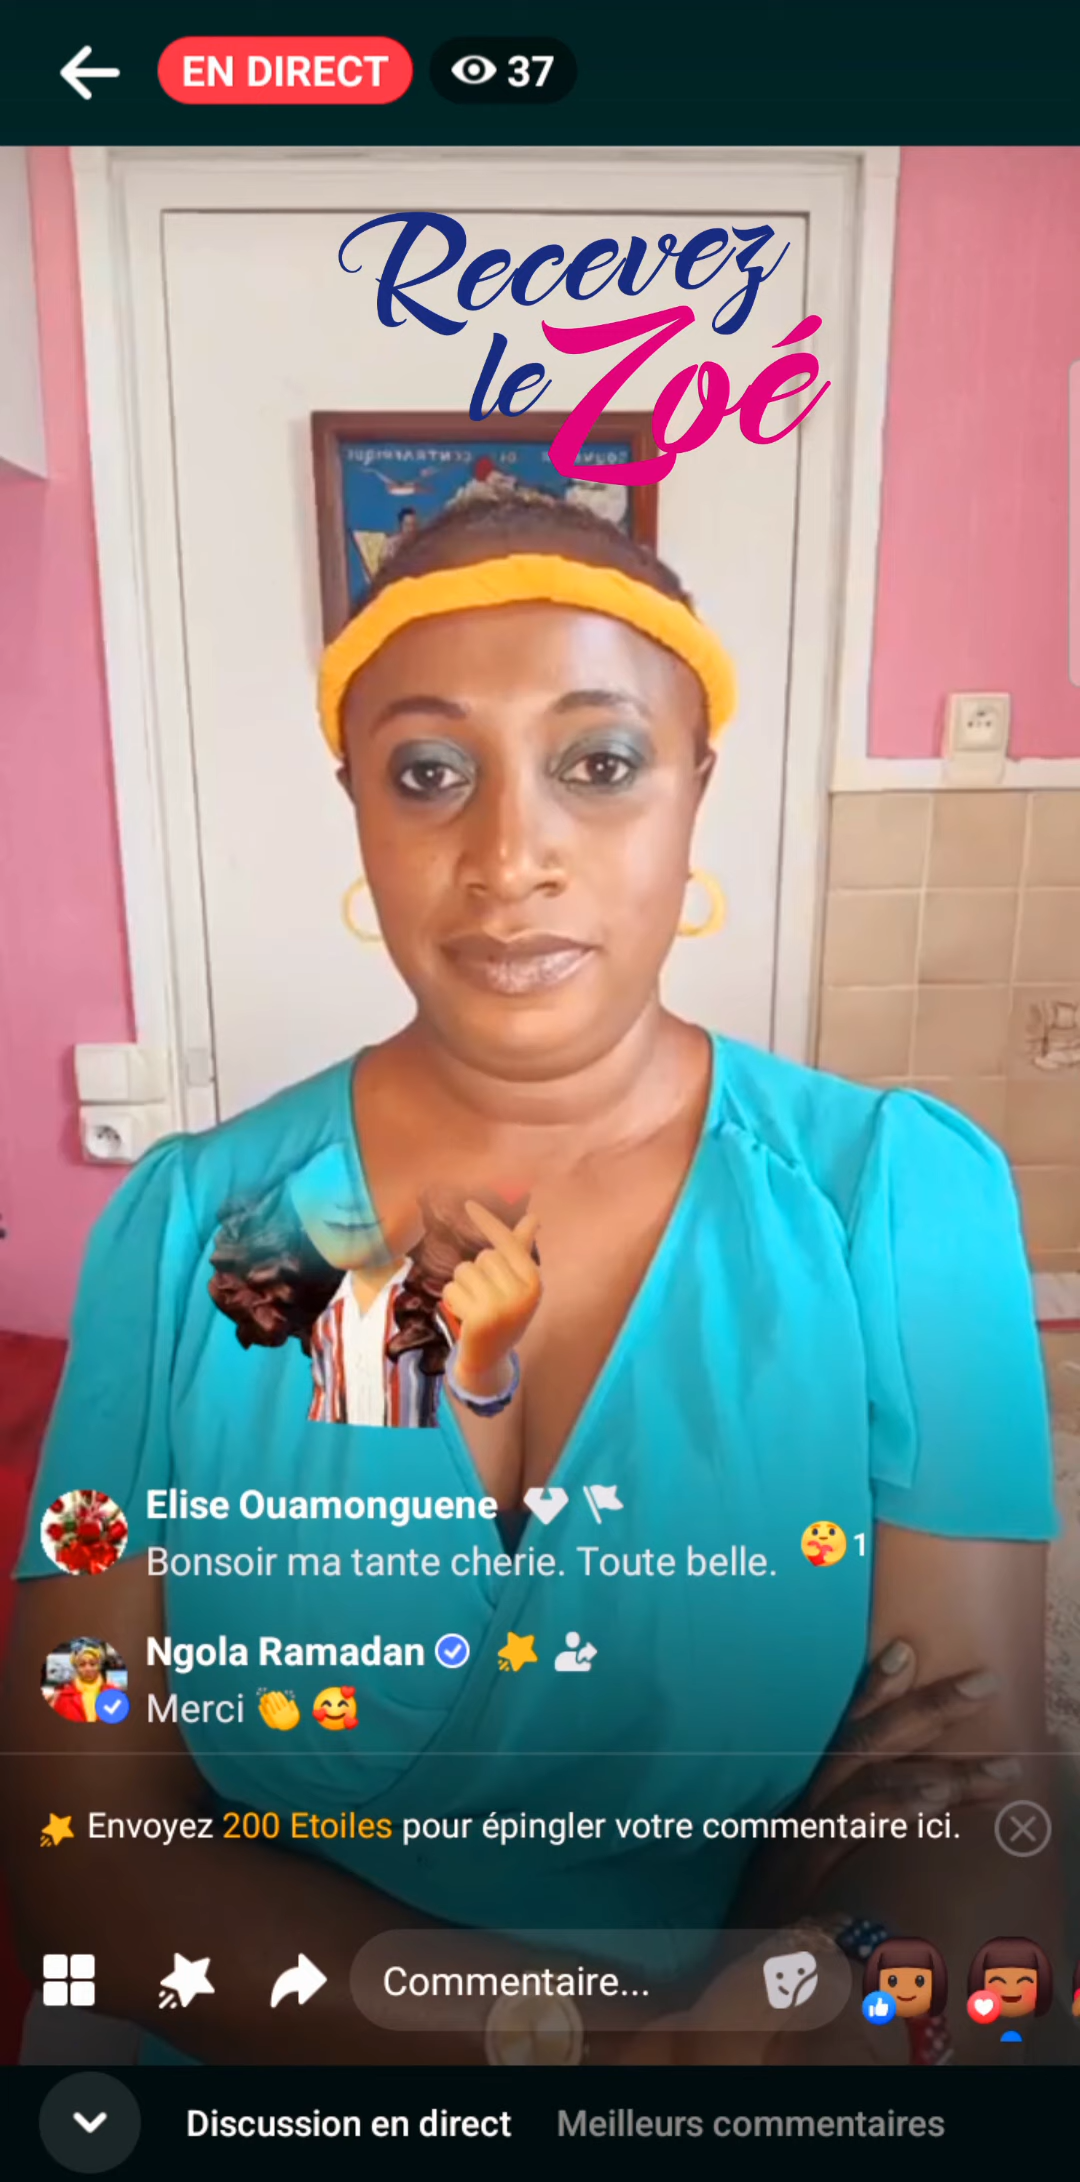 EN DIRECT 37
Recevez
le Zoé
Elise Ouamonguene
Bonsoir ma tante cherie. Toute belle. 🤗 1
Ngola Ramadan
Merci 👏 🥰
Envoyez 200 Etoiles pour épingler votre commentaire ici.
Commentaire...
Discussion en direct Meilleurs commentaires